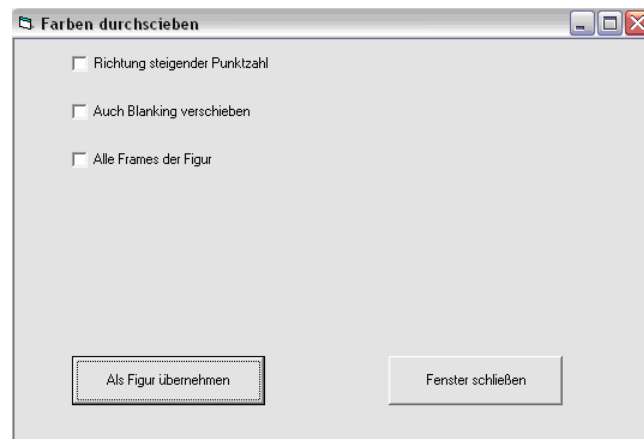 Farben durchscieben
Richtung steigender Punktzahl
Auch Blanking verschieben
Alle Frames der Figur
Als Figur übernehmen
Fenster schließen